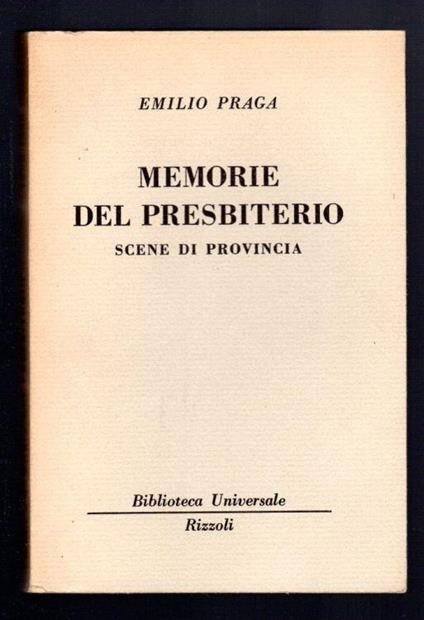 EMILIO PRAGA
MEMORIE
DEL PRESBITERIO
SCENE DI PROVINCIA
Biblioteca Universale
Rizzoli